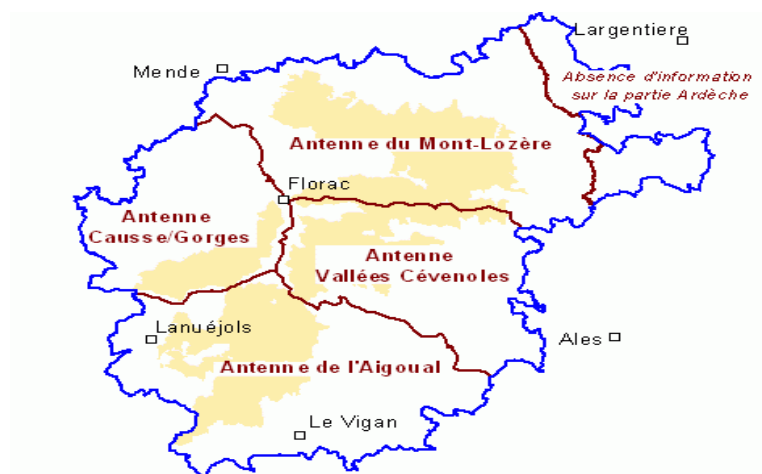 Largentiere
Mende
Absence d'information
sur la partie Ardèche
Antenne du Mont-Lozère
Florac
Antenne
Causse/Gorges
Antenne
Vallées Cévenoles
Lanuéjols
Ales
Antenne de l'Aigoual
Le Vigan